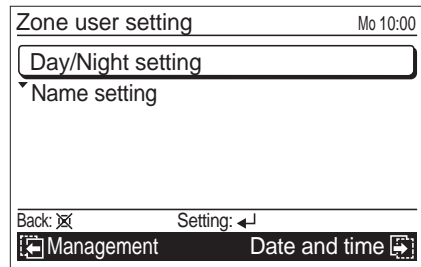 Zone user setting Mo 10:00
Day/Night setting
Name setting
Back: Setting:
Management Date and time